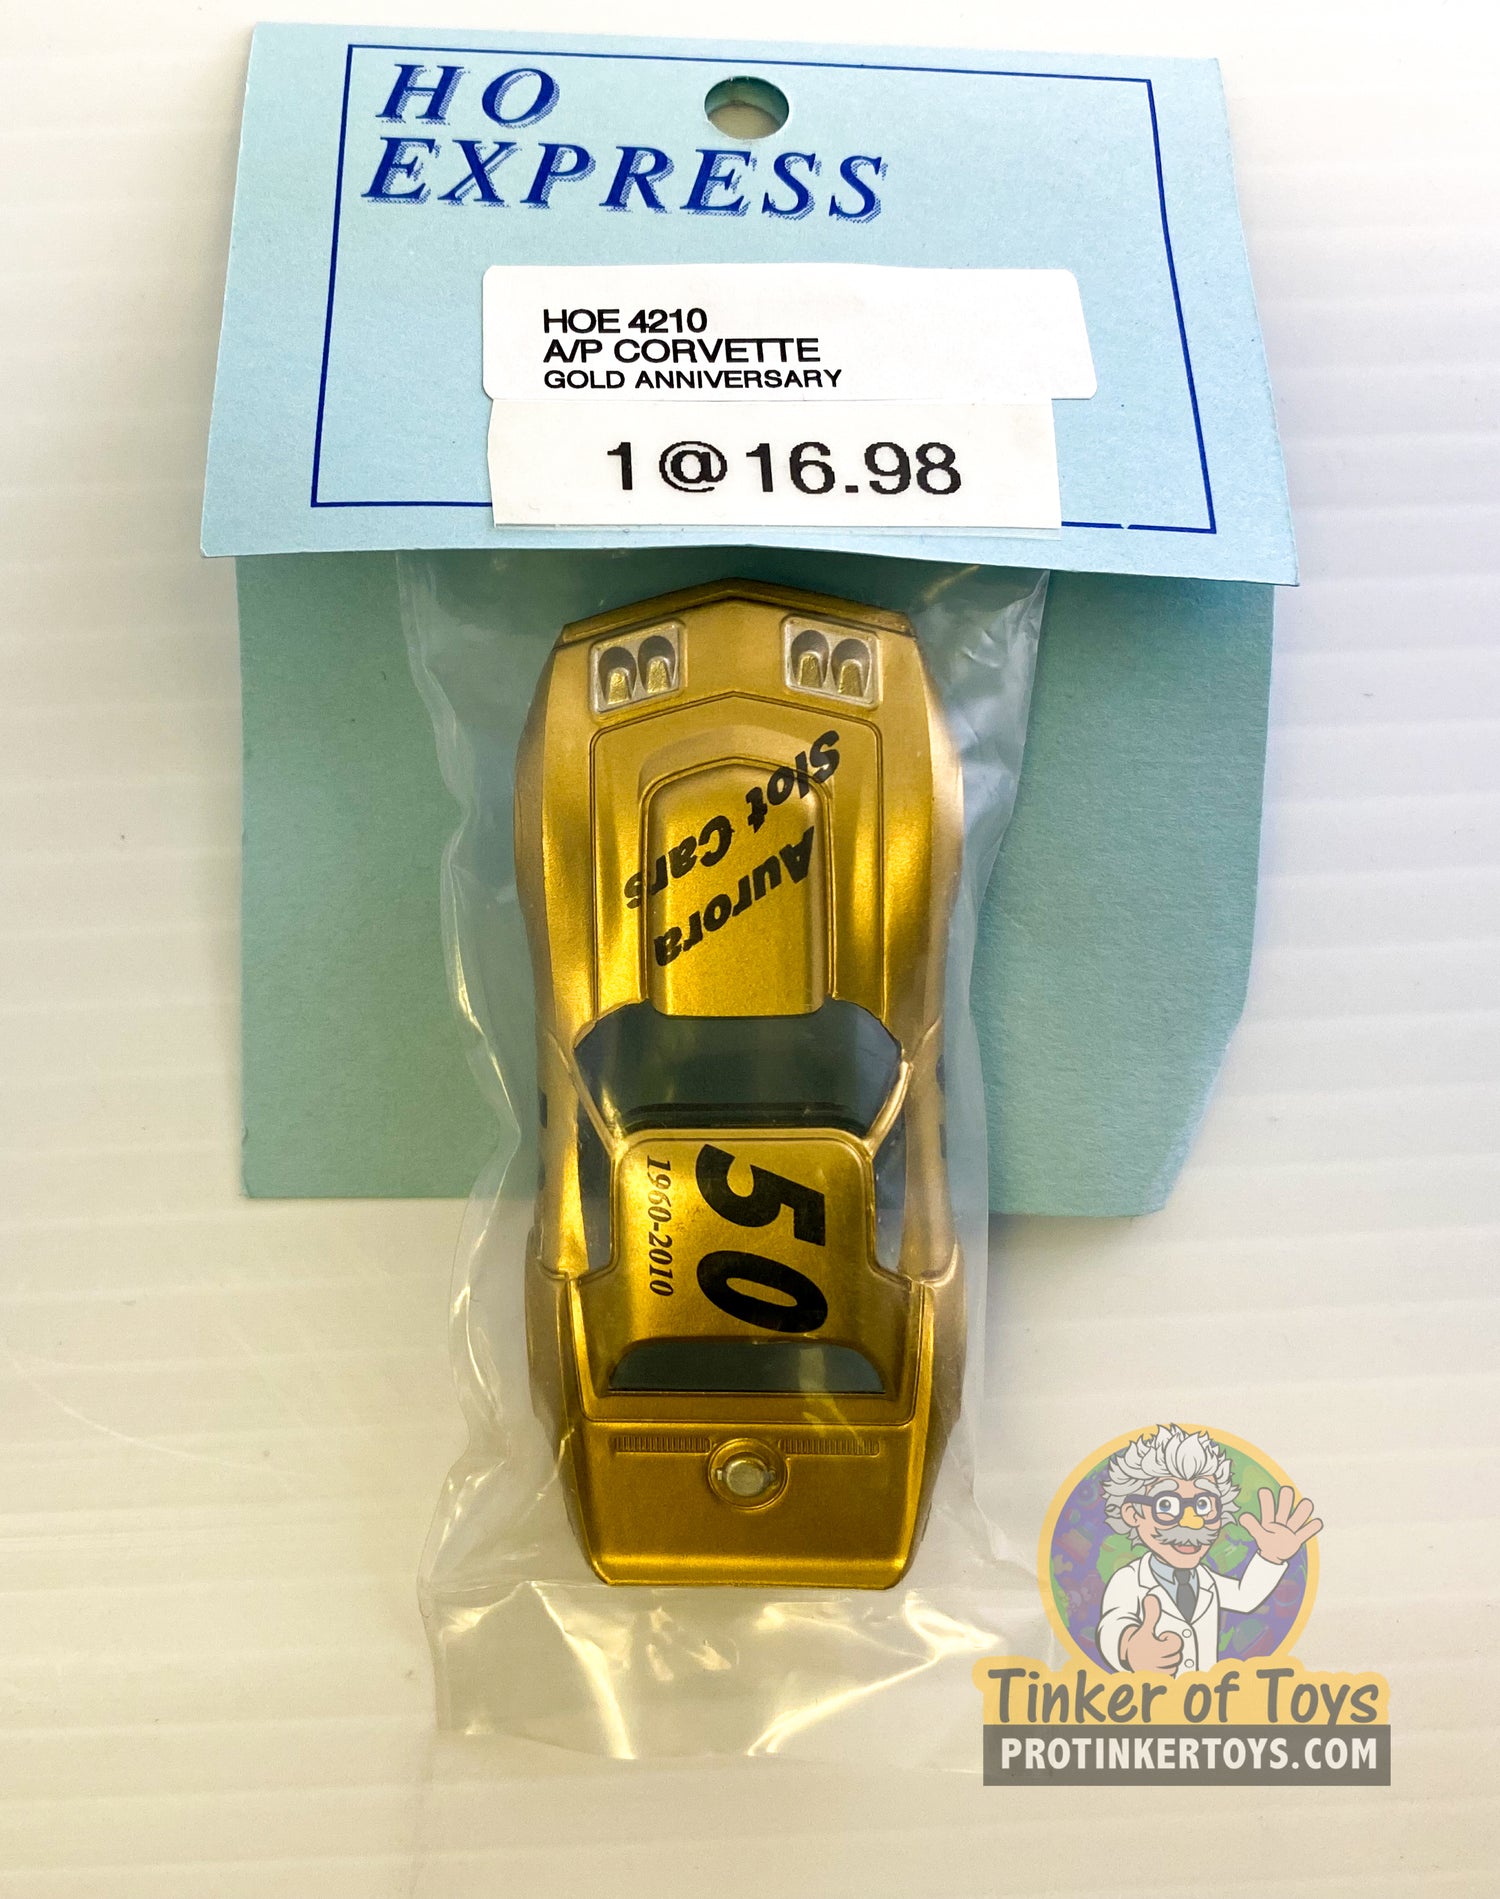 HO
EXPRESS
HOE 4210
A/P CORVETTE
GOLD ANNIVERSARY
1 @ 16.98
Aurora
Slot Cars
50
1960-2010
Tinker of Toys
PROTINKERTOYS.COM